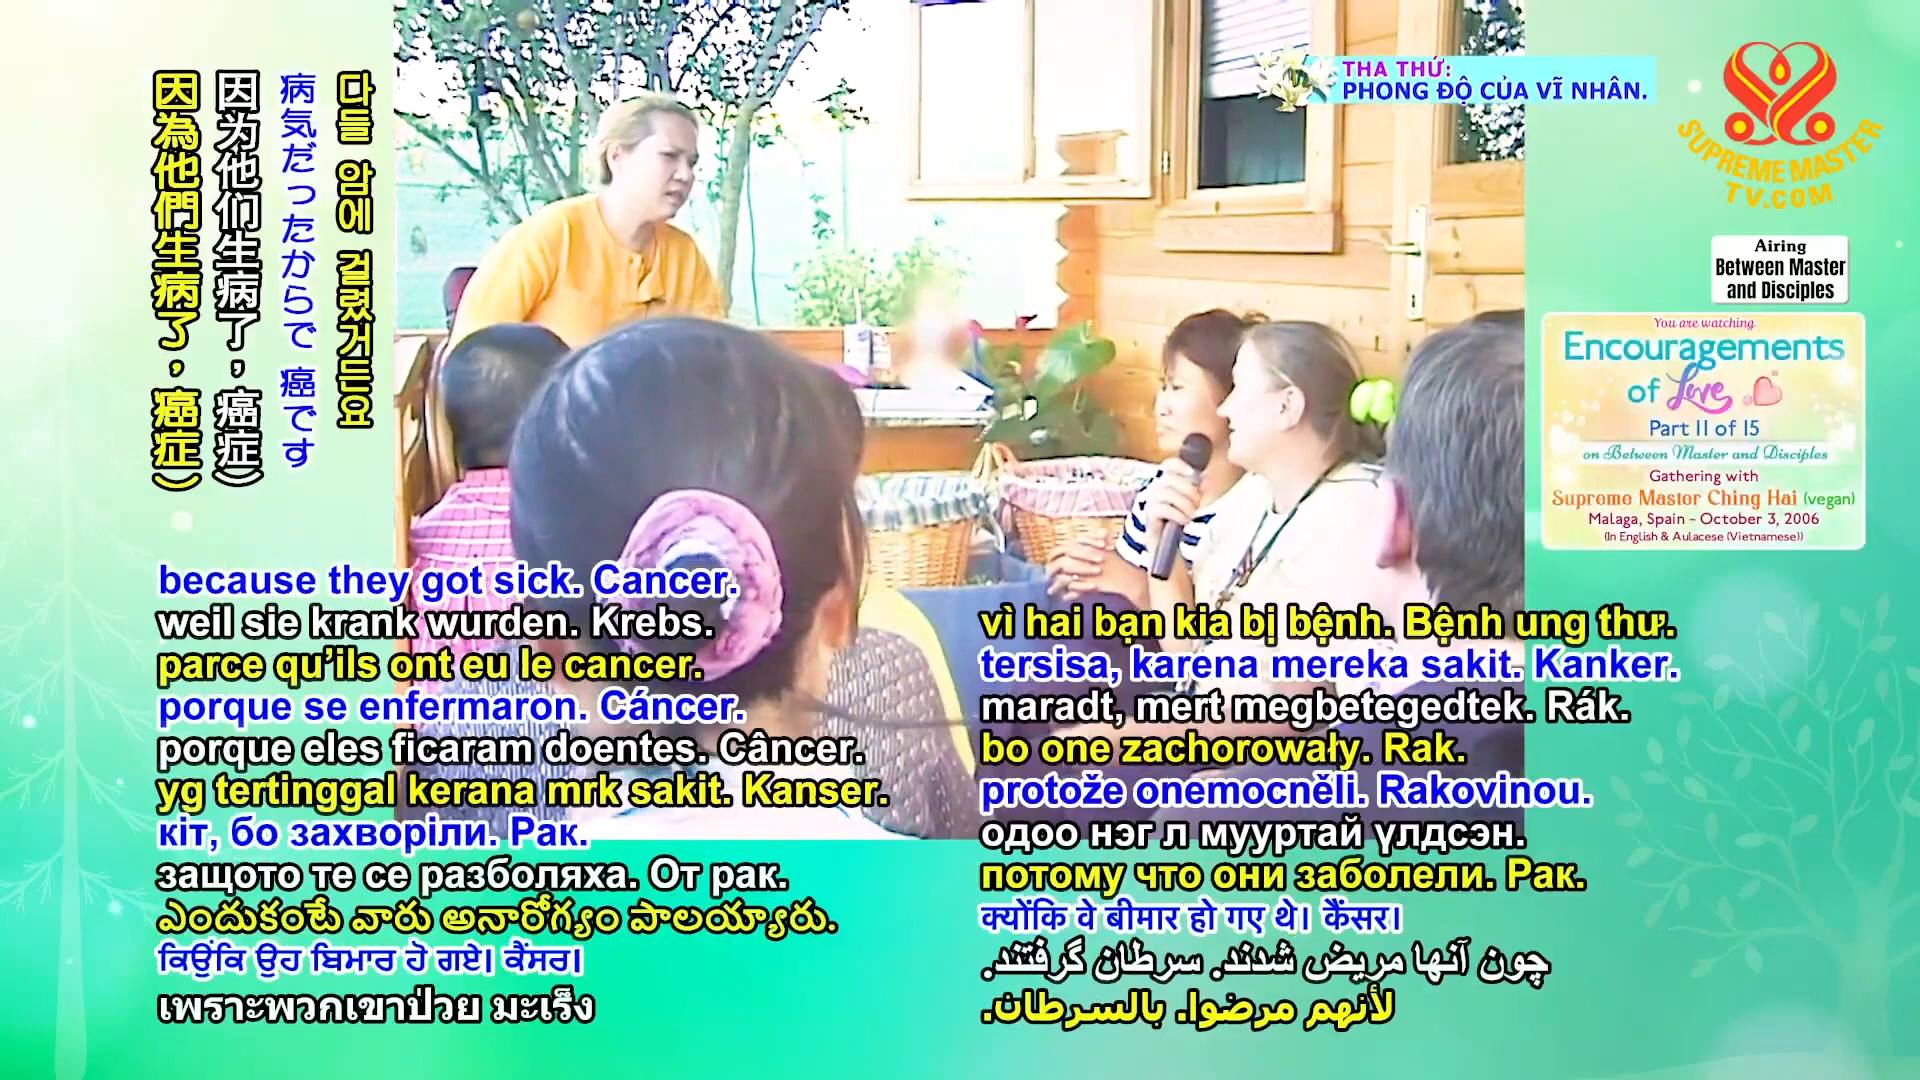 因為他們生病了，癌症）
因为他们生病了，癌症）
病気だったからで 癌です
다들 암에 걸렸거든요
THA THỨ:
PHONG ĐỘ CỦA VĨ NHÂN.
SUPREME MASTER
TV.COM
Airing
Between Master
and Disciples
You are watching
Encouragements
of Love
Part 11 of 15
on Between Master and Disciples
Gathering with
Supreme Master Ching Hai (vegan)
Malaga, Spain – October 3, 2006
(In English & Aulacese (Vietnamese))
because they got sick. Cancer.
weil sie krank wurden. Krebs.
parce qu’ils ont eu le cancer.
porque se enfermaron. Cáncer.
porque eles ficaram doentes. Câncer.
yg tertinggal kerana mrk sakit. Kanser.
кіт, бо захворіли. Рак.
защото те се разболяха. От рак.
ఎందుకంటే వారు అనారోగ్యం పాలయ్యారు.
ਕਿਉਂਕਿ ਉਹ ਬਿਮਾਰ ਹੋ ਗਏ। ਕੈਂਸਰ।
เพราะพวกเขาป่วย มะเร็ง
vì hai bạn kia bị bệnh. Bệnh ung thư.
tersisa, karena mereka sakit. Kanker.
maradt, mert megbetegedtek. Rák.
bo one zachorowały. Rak.
protože onemocněli. Rakovinou.
одоо нэг л мууртай үлдсэн.
потому что они заболели. Рак.
क्योंकि वे बीमार हो गए थे। कैंसर।
چون آنها مریض شدند. سرطان گرفتند.
لأنهم مرضوا. بالسرطان.